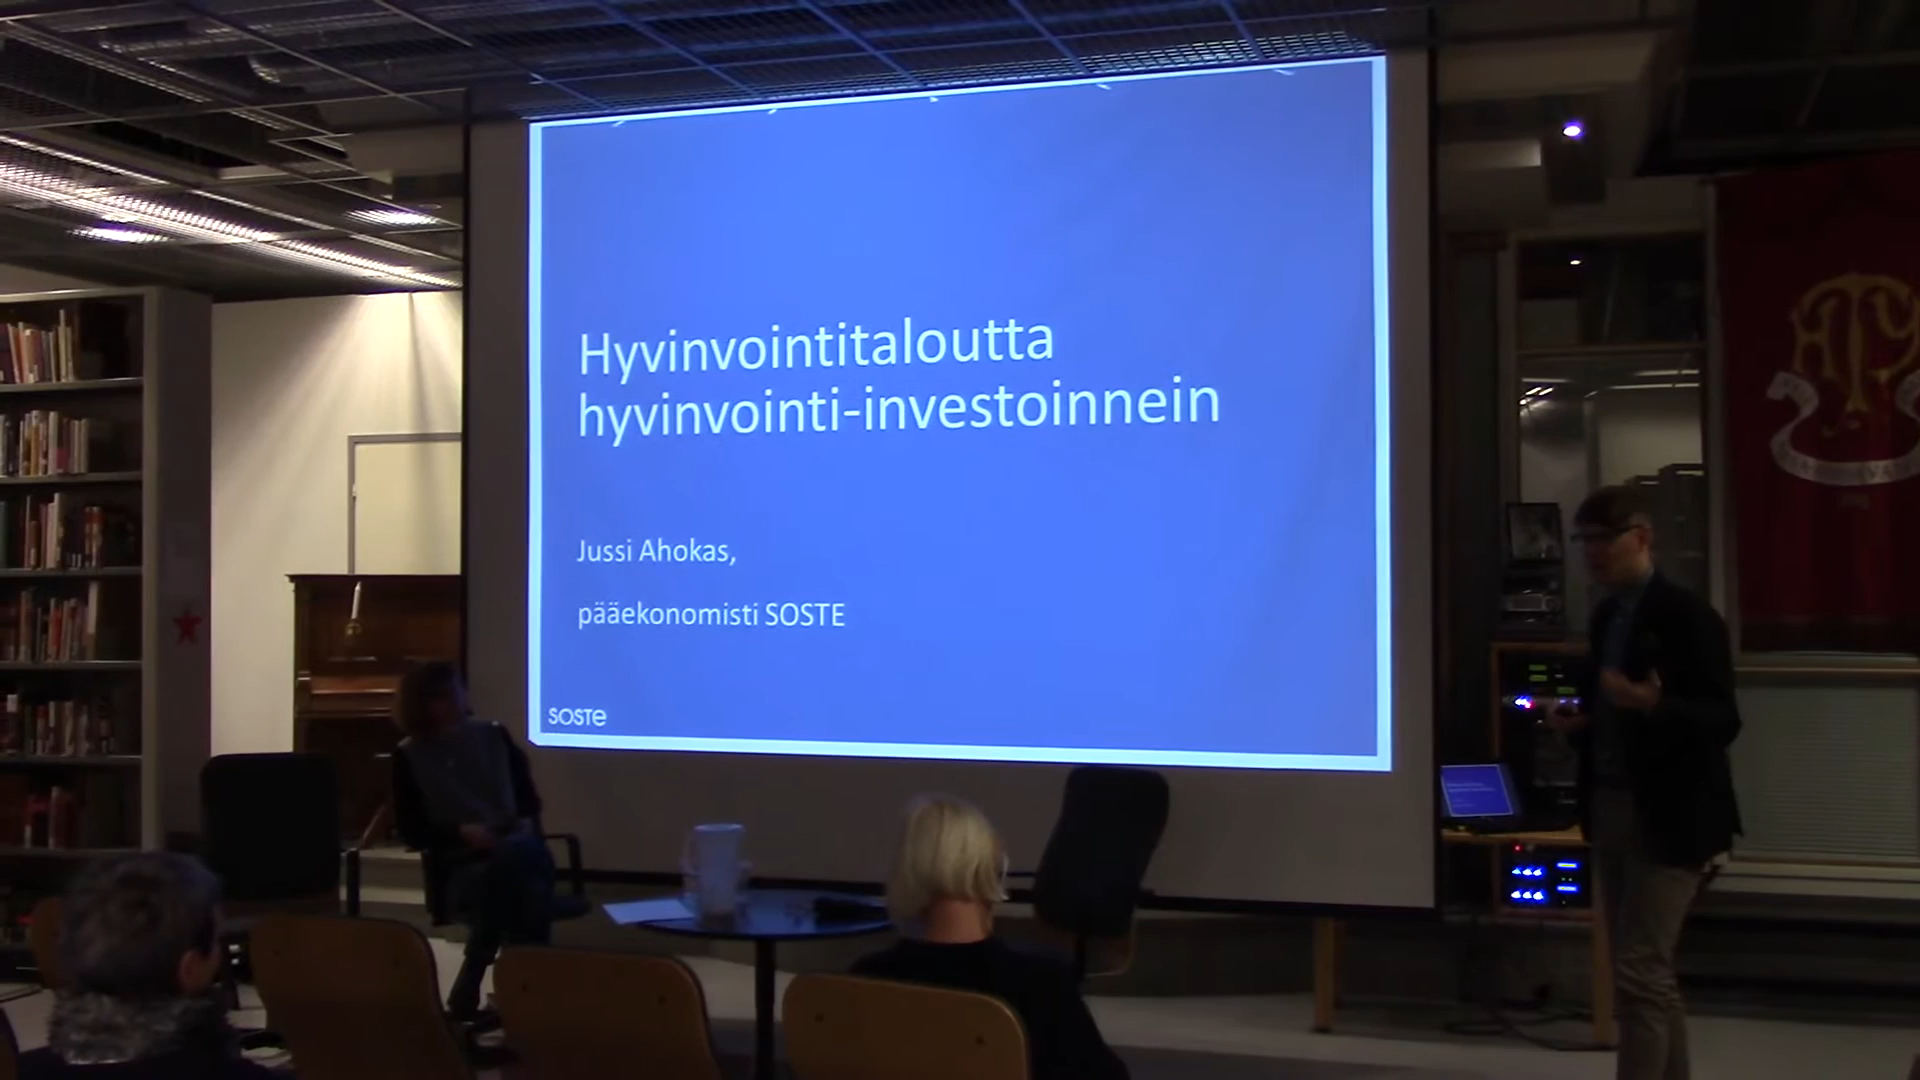 Hyvinvointitaloutta
hyvinvointi-investoinnein
Jussi Ahokas,
pääekonomisti SOSTE
SOSTE